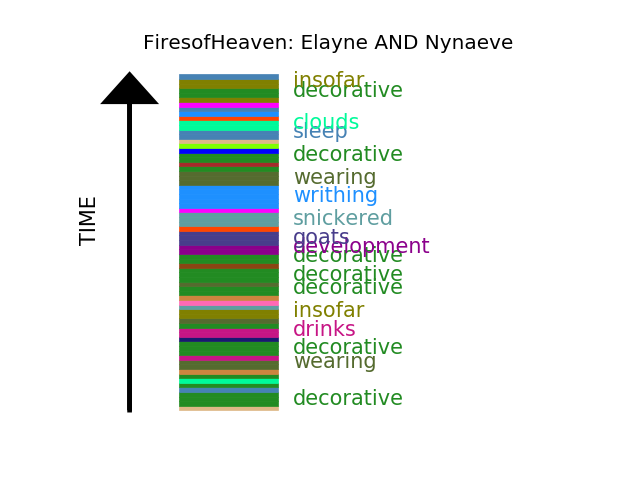 FiresofHeaven: Elayne AND Nynaeve
insofar
decorative
clouds
sleep
decorative
wearing
writhing
snickered
goats
development
decorative
decorative
decorative
insofar
drinks
decorative
wearing
decorative
TIME